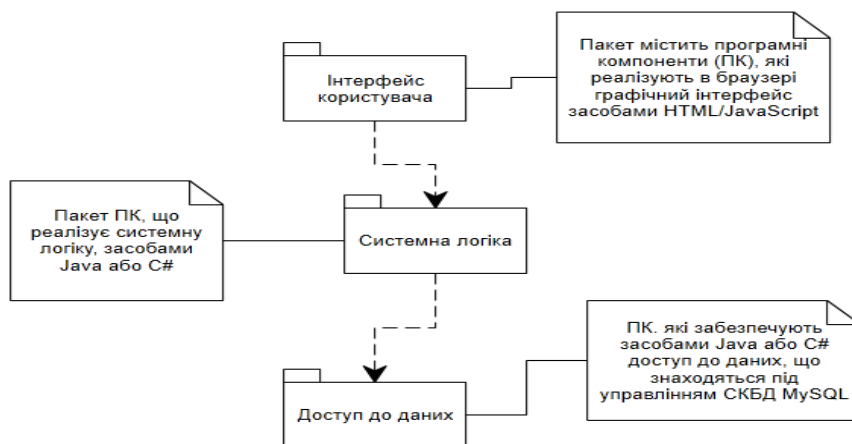 Інтерфейс
користувача
Пакет містить програмні
компоненти (ПК), які
реалізують в браузері
графічний інтерфейс
засобами HTML/JavaScript
Пакет ПК, що
реалізує системну
логіку, засобами
Java або C#
Системна логіка
ПК. які забезпечують
засобами Java або C#
доступ до даних, що
знаходяться під
управлінням СКБД MySQL
Доступ до даних